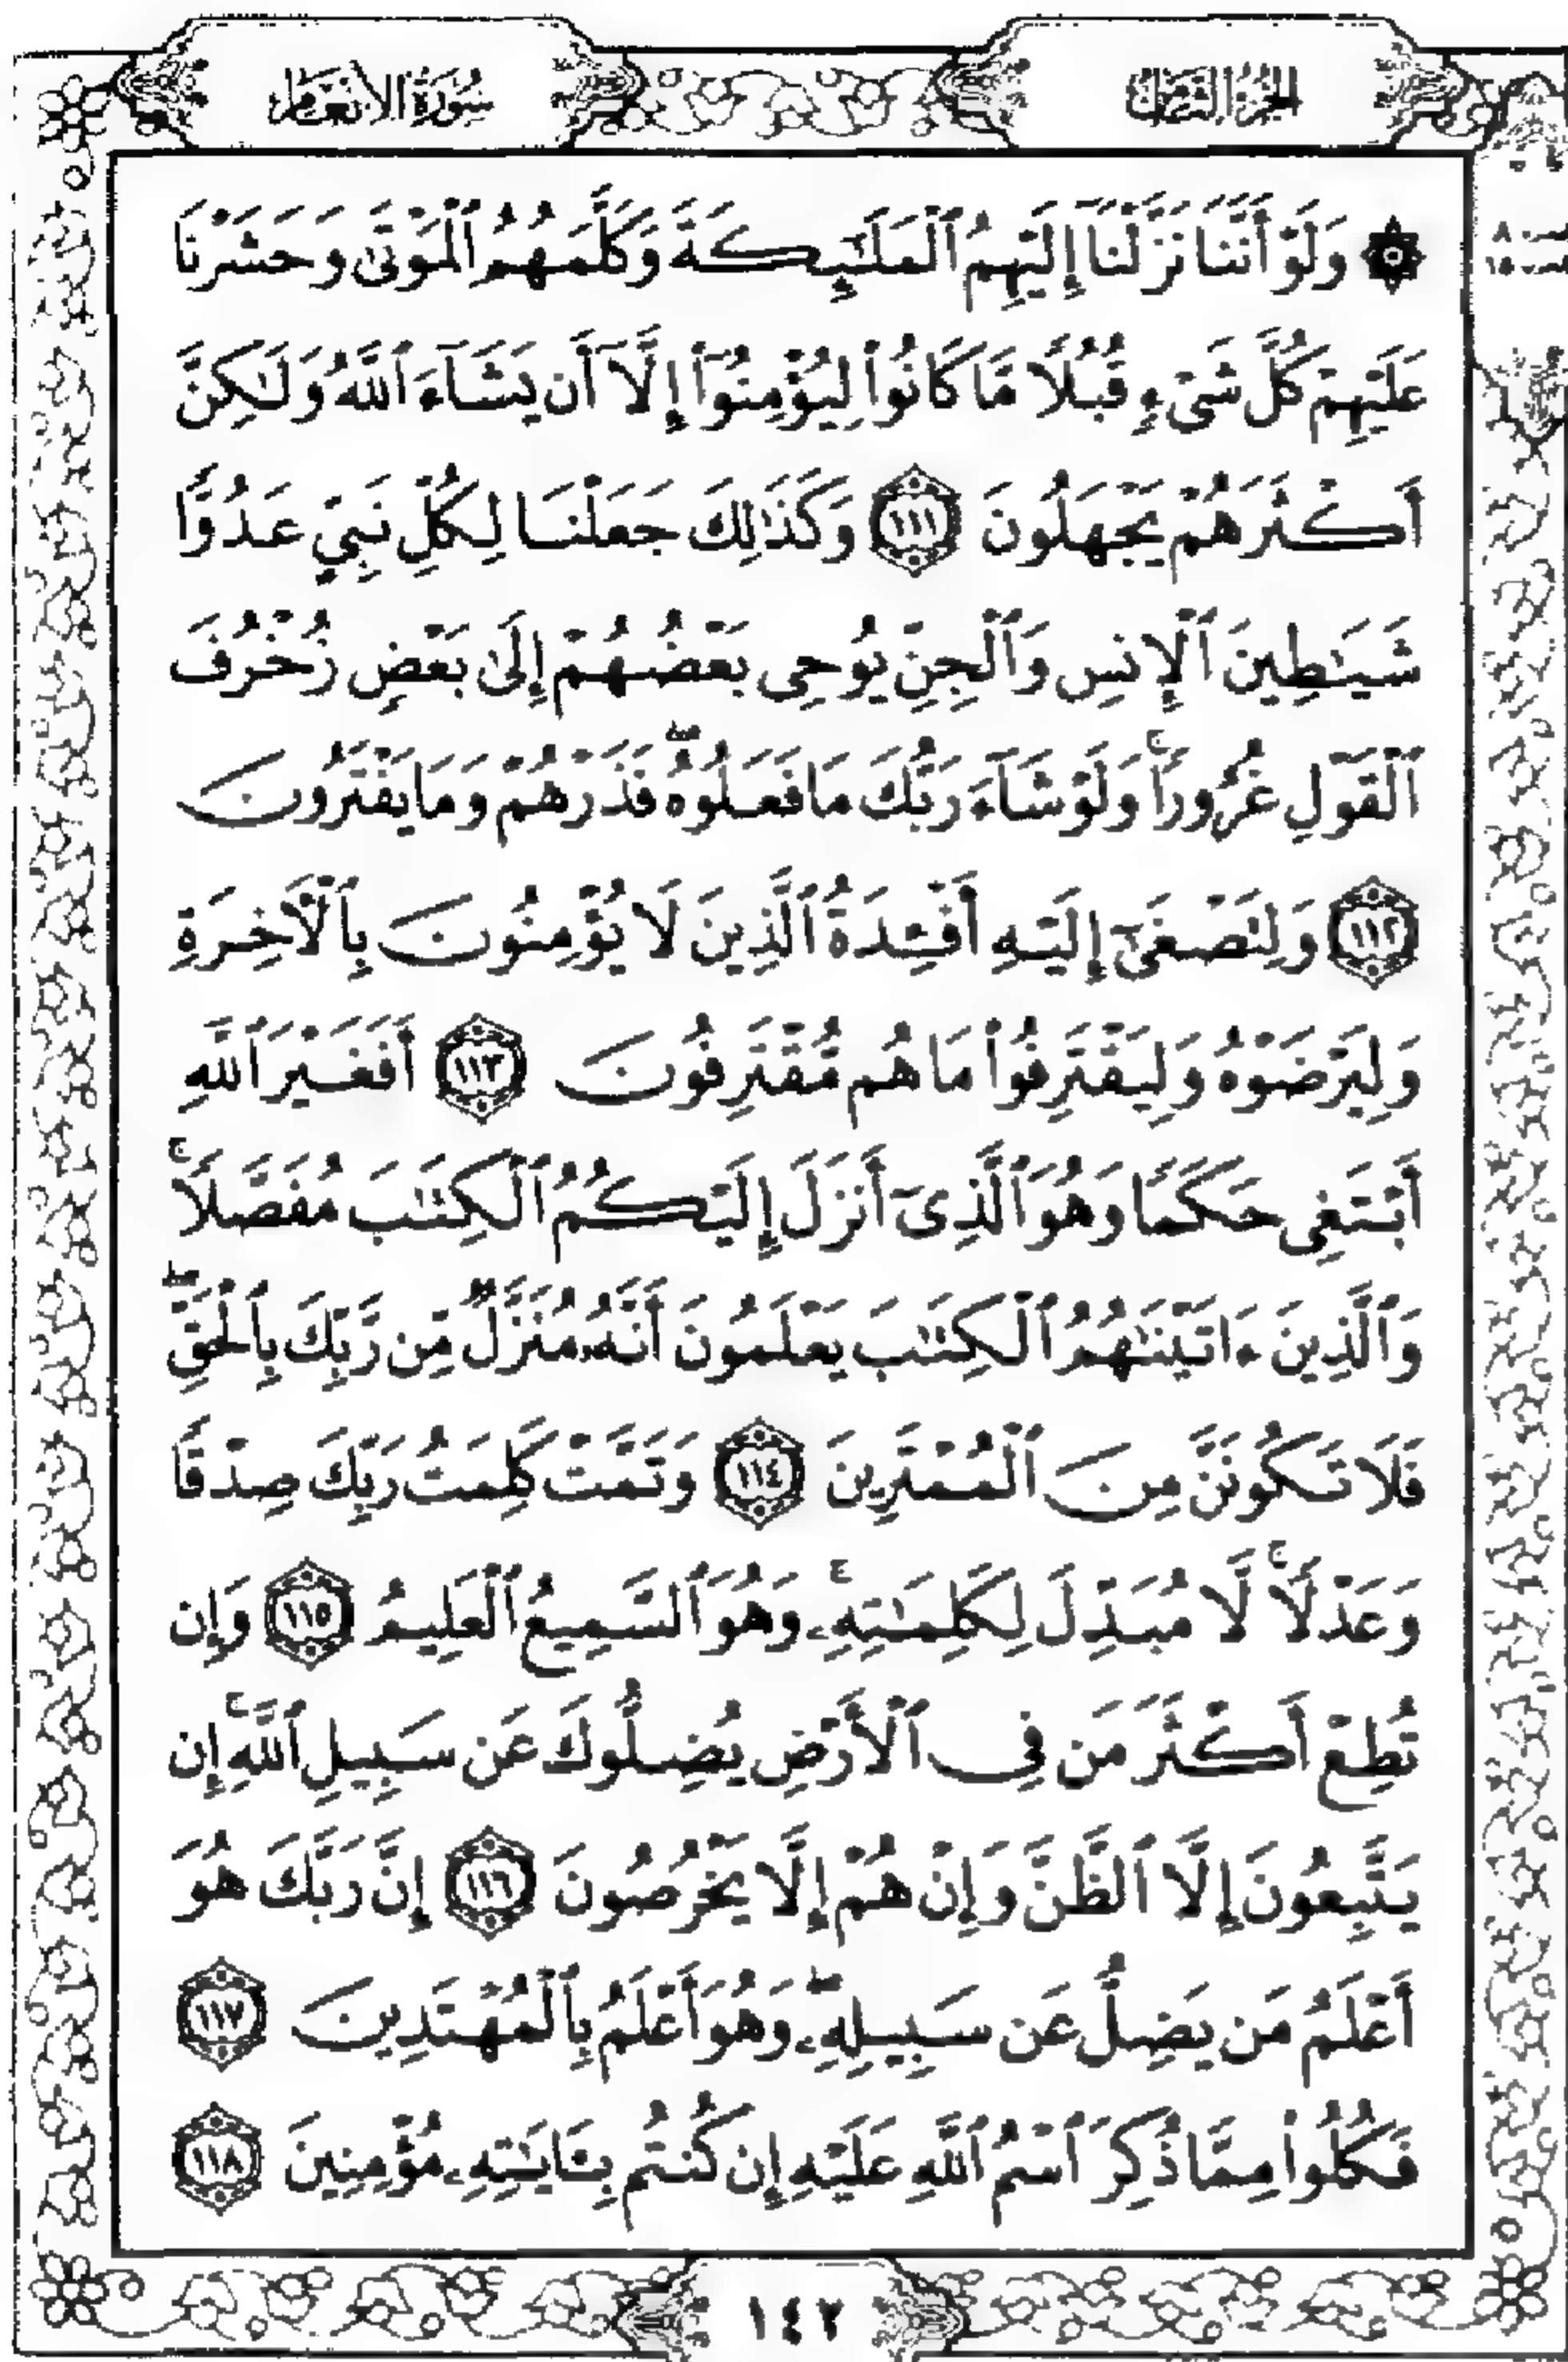 الجزء الثامن
سورة الأنعام
۞ وَلَوْ أَنَّنَا نَزَّلْنَآ إِلَيْهِمُ ٱلْمَلَٰٓئِكَةَ وَكَلَّمَهُمُ ٱلْمَوْتَىٰ وَحَشَرْنَا
عَلَيْهِمْ كُلَّ شَىْءٍ قُبُلًا مَّا كَانُوا۟ لِيُؤْمِنُوٓا۟ إِلَّآ أَن يَشَآءَ ٱللَّهُ وَلَٰكِنَّ
أَكْثَرَهُمْ يَجْهَلُونَ ١١١ وَكَذَٰلِكَ جَعَلْنَا لِكُلِّ نَبِىٍّ عَدُوًّا
شَيَٰطِينَ ٱلْإِنسِ وَٱلْجِنِّ يُوحِى بَعْضُهُمْ إِلَىٰ بَعْضٍ زُخْرُفَ
ٱلْقَوْلِ غُرُورًا ۚ وَلَوْ شَآءَ رَبُّكَ مَا فَعَلُوهُ ۖ فَذَرْهُمْ وَمَا يَفْتَرُونَ
١١٢ وَلِتَصْغَىٰٓ إِلَيْهِ أَفْـِٔدَةُ ٱلَّذِينَ لَا يُؤْمِنُونَ بِٱلْـَٔاخِرَةِ
وَلِيَرْضَوْهُ وَلِيَقْتَرِفُوا۟ مَا هُم مُّقْتَرِفُونَ ١١٣ أَفَغَيْرَ ٱللَّهِ
أَبْتَغِى حَكَمًا وَهُوَ ٱلَّذِىٓ أَنزَلَ إِلَيْكُمُ ٱلْكِتَٰبَ مُفَصَّلًا ۚ
وَٱلَّذِينَ ءَاتَيْنَٰهُمُ ٱلْكِتَٰبَ يَعْلَمُونَ أَنَّهُۥ مُنَزَّلٌ مِّن رَّبِّكَ بِٱلْحَقِّ ۖ
فَلَا تَكُونَنَّ مِنَ ٱلْمُمْتَرِينَ ١١٤ وَتَمَّتْ كَلِمَتُ رَبِّكَ صِدْقًا
وَعَدْلًا ۚ لَّا مُبَدِّلَ لِكَلِمَٰتِهِۦ ۚ وَهُوَ ٱلسَّمِيعُ ٱلْعَلِيمُ ١١٥ وَإِن
تُطِعْ أَكْثَرَ مَن فِى ٱلْأَرْضِ يُضِلُّوكَ عَن سَبِيلِ ٱللَّهِ ۚ إِن
يَتَّبِعُونَ إِلَّا ٱلظَّنَّ وَإِنْ هُمْ إِلَّا يَخْرُصُونَ ١١٦ إِنَّ رَبَّكَ هُوَ
أَعْلَمُ مَن يَضِلُّ عَن سَبِيلِهِۦ ۖ وَهُوَ أَعْلَمُ بِٱلْمُهْتَدِينَ ١١٧
فَكُلُوا۟ مِمَّا ذُكِرَ ٱسْمُ ٱللَّهِ عَلَيْهِ إِن كُنتُم بِـَٔايَٰتِهِۦ مُؤْمِنِينَ ١١٨
١٤٢